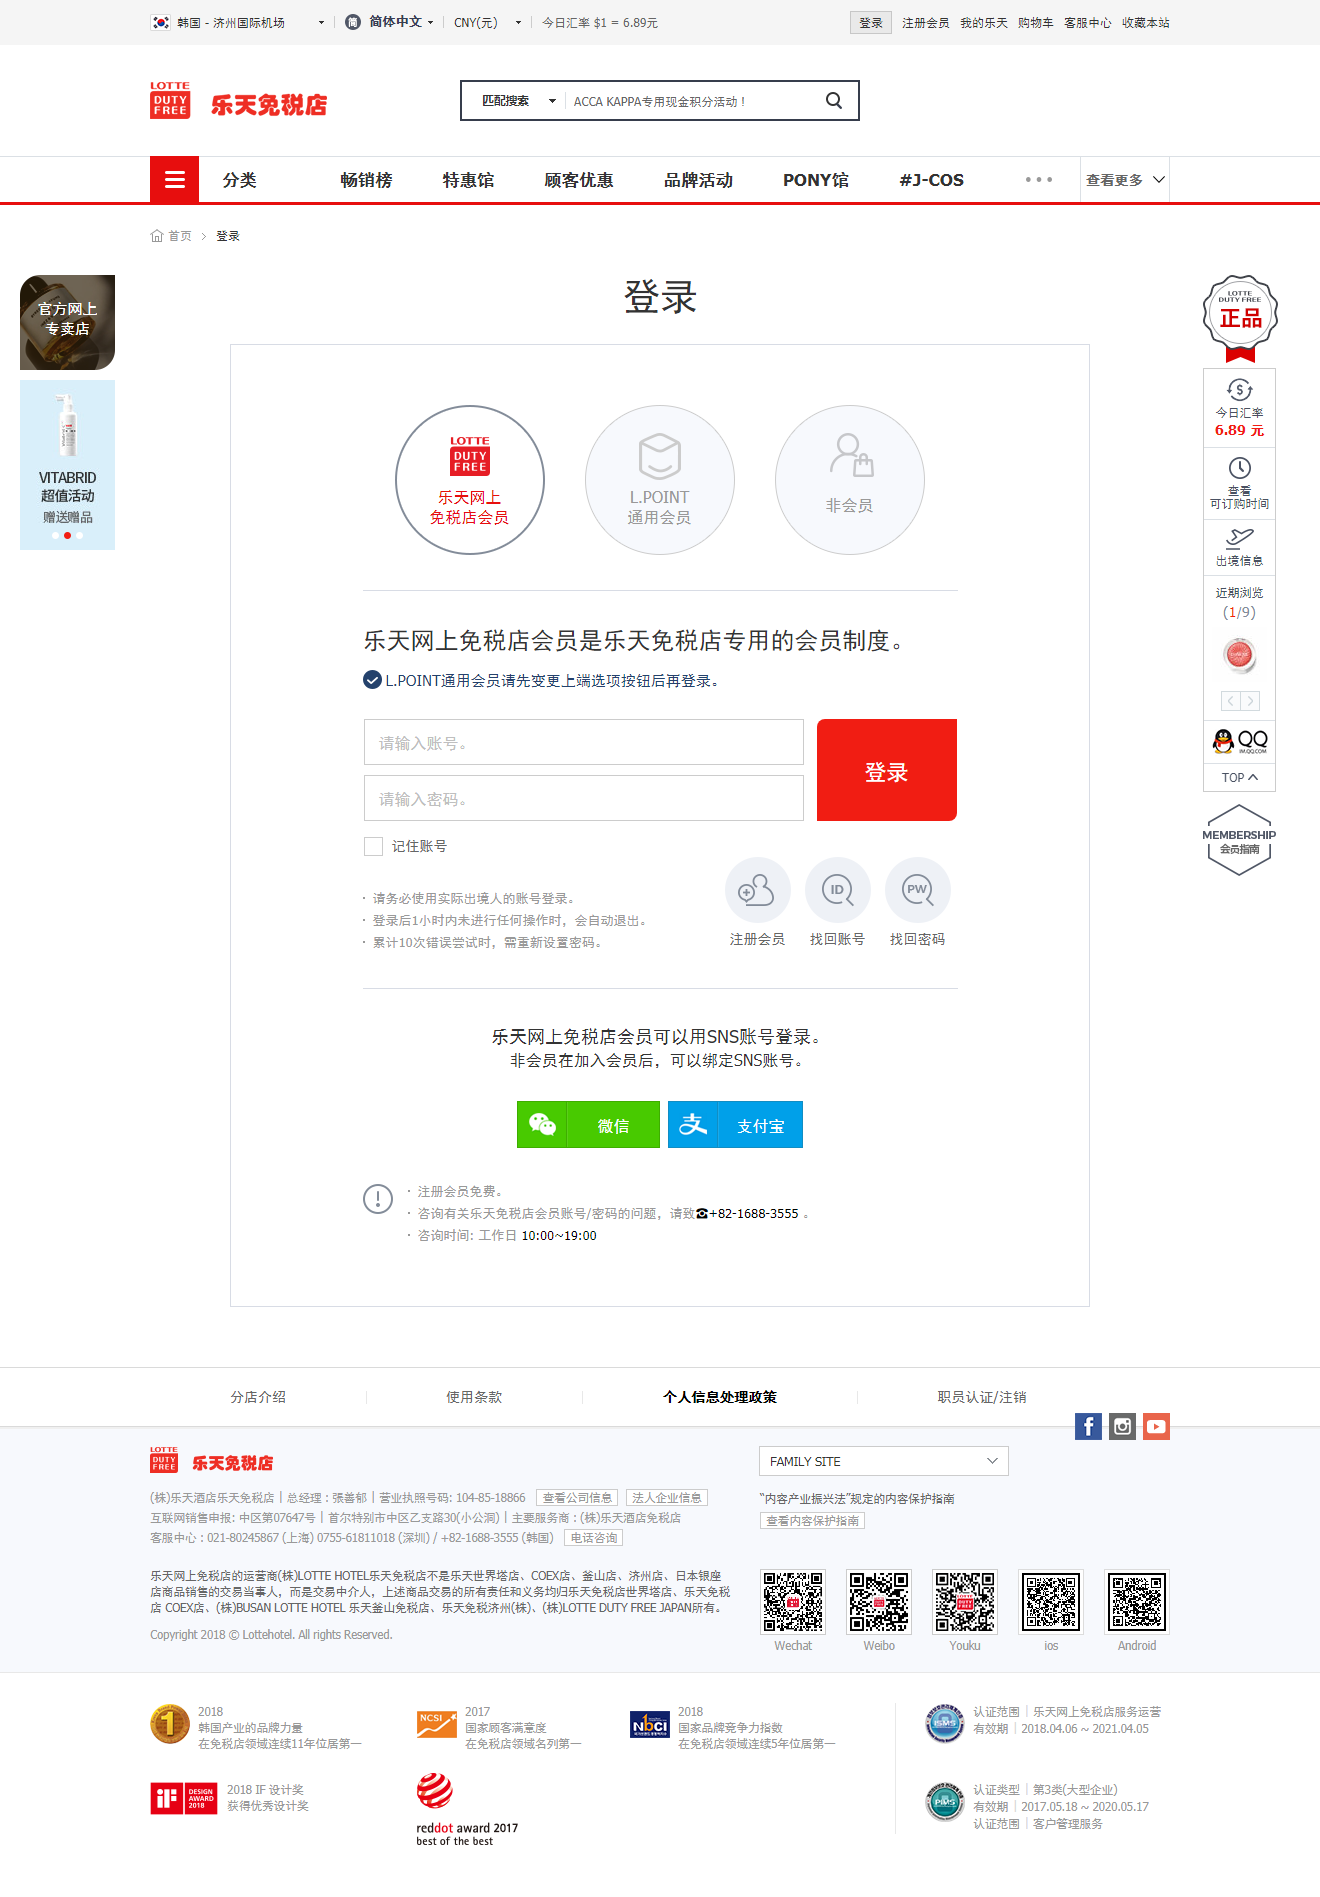 韩国 - 济州国际机场
简 简体中文
CNY(元)
今日汇率 $1 = 6.89元
登录 注册会员 我的乐天 购物车 客服中心 收藏本站
LOTTE
DUTY
FREE
乐天免税店
匹配搜索 ACCA KAPPA专用现金积分活动！
分类 畅销榜 特惠馆 顾客优惠 品牌活动 PONY馆 #J-COS 查看更多
首页 登录
登录
官方网上
专卖店
VITABRID
超值活动
赠送赠品
LOTTE
DUTY FREE
乐天网上
免税店会员
L.POINT
通用会员
非会员
乐天网上免税店会员是乐天免税店专用的会员制度。
L.POINT通用会员请先变更上端选项按钮后再登录。
请输入账号。
请输入密码。
登录
记住账号
· 请务必使用实际出境人的账号登录。
· 登录后1小时内未进行任何操作时，会自动退出。
· 累计10次错误尝试时，需重新设置密码。
ID
PW
注册会员 找回账号 找回密码
乐天网上免税店会员可以用SNS账号登录。
非会员在加入会员后，可以绑定SNS账号。
微信
支 支付宝
· 注册会员免费。
· 咨询有关乐天免税店会员账号/密码的问题，请致☎+82-1688-3555 。
· 咨询时间: 工作日 10:00~19:00
LOTTE
DUTY FREE
正品
今日汇率
6.89 元
查看
可订购时间
出境信息
近期浏览
(1/9)
QQ
IM.QQ.COM
TOP
MEMBERSHIP
会员指南
分店介绍 使用条款 个人信息处理政策 职员认证/注销
LOTTE
DUTY
FREE
乐天免税店
FAMILY SITE
(株)乐天酒店乐天免税店 | 总经理 : 張善郁 | 营业执照号码: 104-85-18866 查看公司信息 法人企业信息
互联网销售申报: 中区第07647号 | 首尔特别市中区乙支路30(小公洞) | 主要服务商 : (株)乐天酒店免税店
客服中心 : 021-80245867 (上海) 0755-61811018 (深圳) / +82-1688-3555 (韩国) 电话咨询
“内容产业振兴法”规定的内容保护指南
查看内容保护指南
乐天网上免税店的运营商(株)LOTTE HOTEL乐天免税店不是乐天世界塔店、COEX店、釜山店、济州店、日本银座
店商品销售的交易当事人，而是交易中介人，上述商品交易的所有责任和义务均归乐天免税店世界塔店、乐天免税
店 COEX店、(株)BUSAN LOTTE HOTEL 乐天釜山免税店、乐天免税济州(株)、(株)LOTTE DUTY FREE JAPAN所有。
Copyright 2018 © Lottehotel. All rights Reserved.
Wechat Weibo Youku ios Android
1
2018
韩国产业的品牌力量
在免税店领域连续11年位居第一
NCSI
2017
国家顾客满意度
在免税店领域名列第一
NbCI
2018
国家品牌竞争力指数
在免税店领域连续5年位居第一
ISMS
认证范围 | 乐天网上免税店服务运营
有效期 | 2018.04.06 ~ 2021.04.05
iF
DESIGN
AWARD
2018
2018 IF 设计奖
获得优秀设计奖
reddot award 2017
best of the best
PIMS
认证类型 | 第3类(大型企业)
有效期 | 2017.05.18 ~ 2020.05.17
认证范围 | 客户管理服务